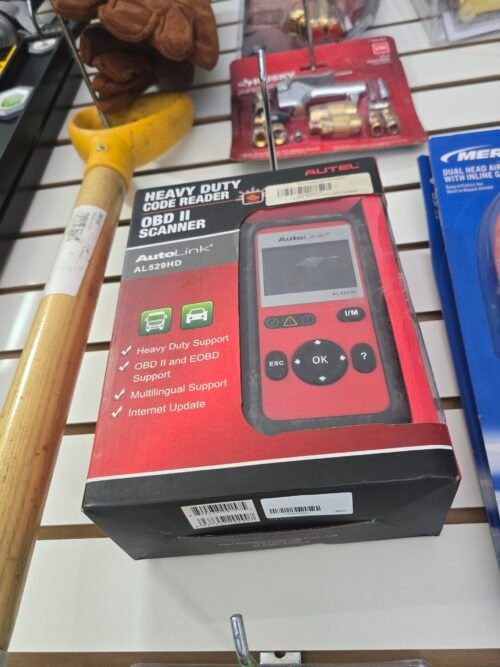 HUSKY
MER
DUAL HEAD AIR
WITH INLINE G
HEAVY DUTY
CODE READER
AUTEL
OBD II
SCANNER
AutoLink
AL529HD
AutoLink
I/M
ESC
OK
?
Heavy Duty Support
OBD II and EOBD
Support
Multilingual Support
Internet Update